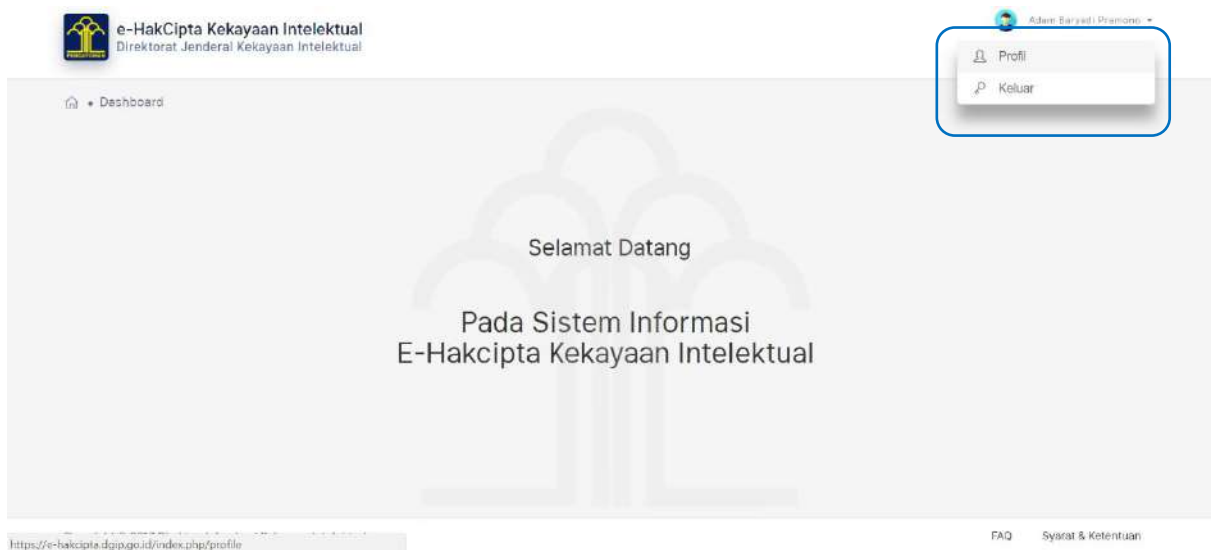 e-HakCipta Kekayaan Intelektual
Direktorat Jenderal Kekayaan Intelektual
Adam Baryadi Pramono
Profil
Keluar
Dashboard
Selamat Datang
Pada Sistem Informasi
E-Hakcipta Kekayaan Intelektual
FAQ Syarat & Ketentuan
https://e-hakcipta.dgip.go.id/index.php/profile